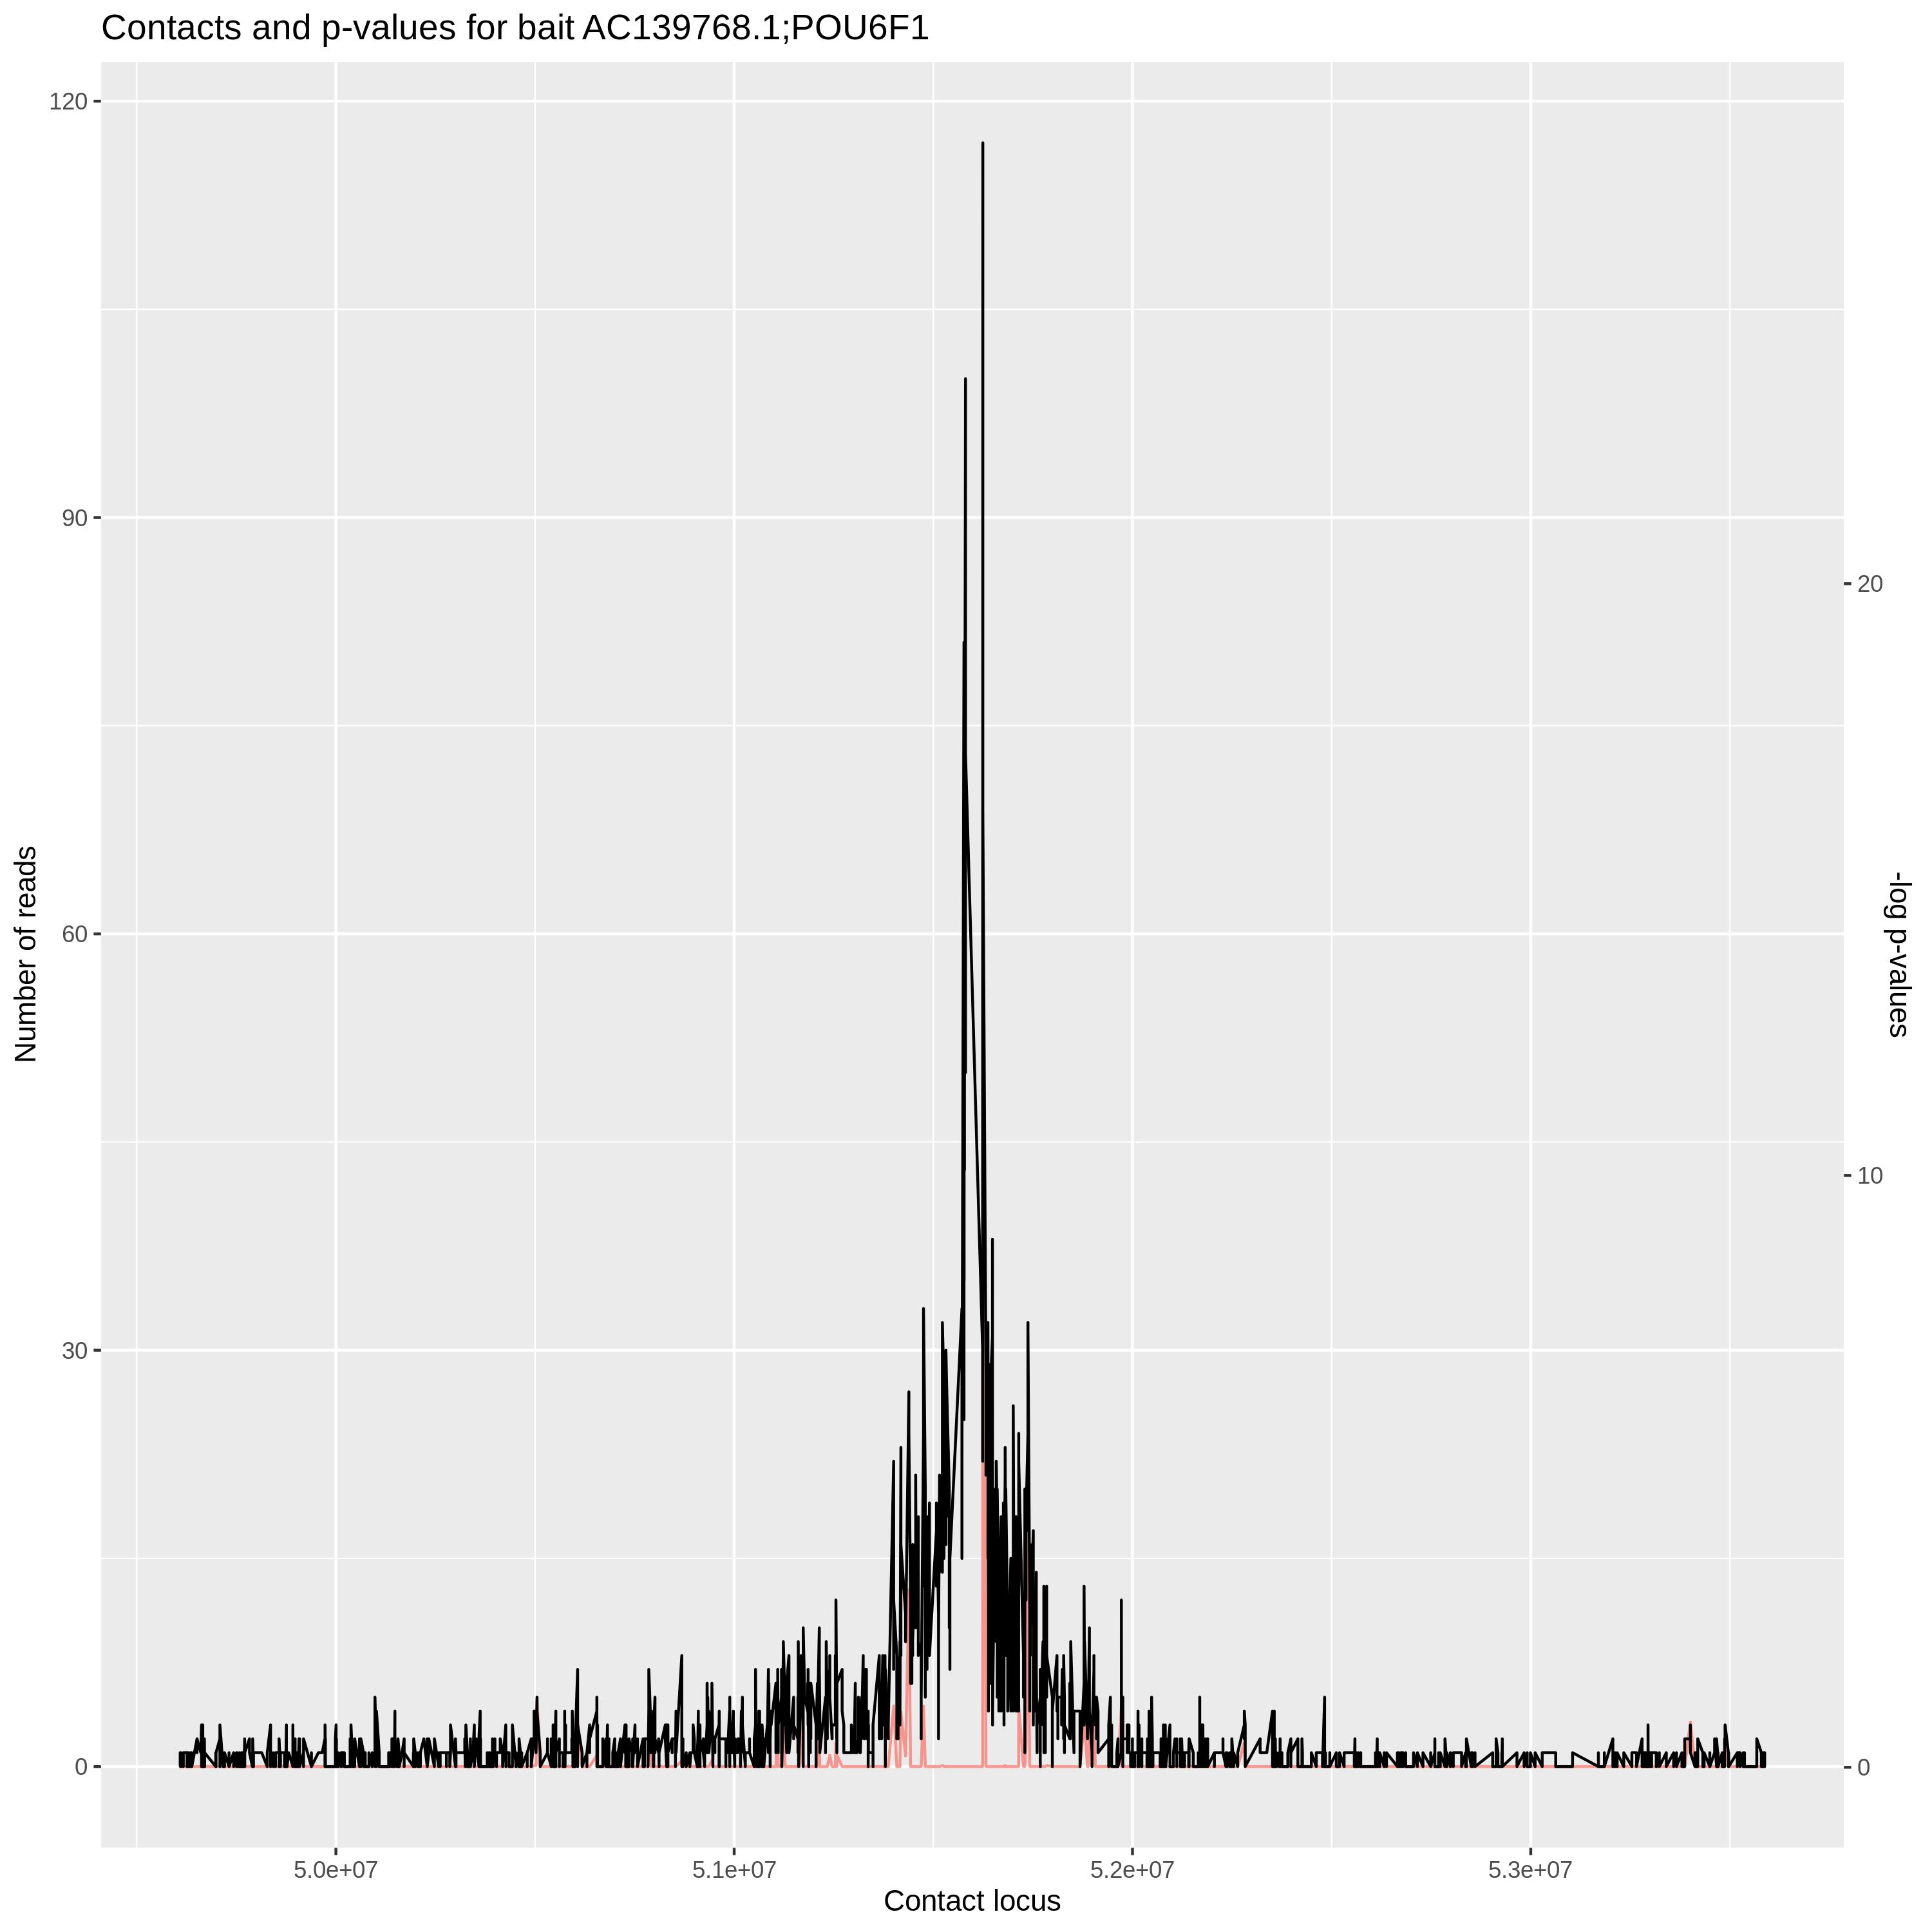 Contacts and p-values for bait AC139768.1;POU6F1
120
90
60
30
0
Number of reads
20
10
0
-log p-values
5.0e+07
5.1e+07
5.2e+07
5.3e+07
Contact locus